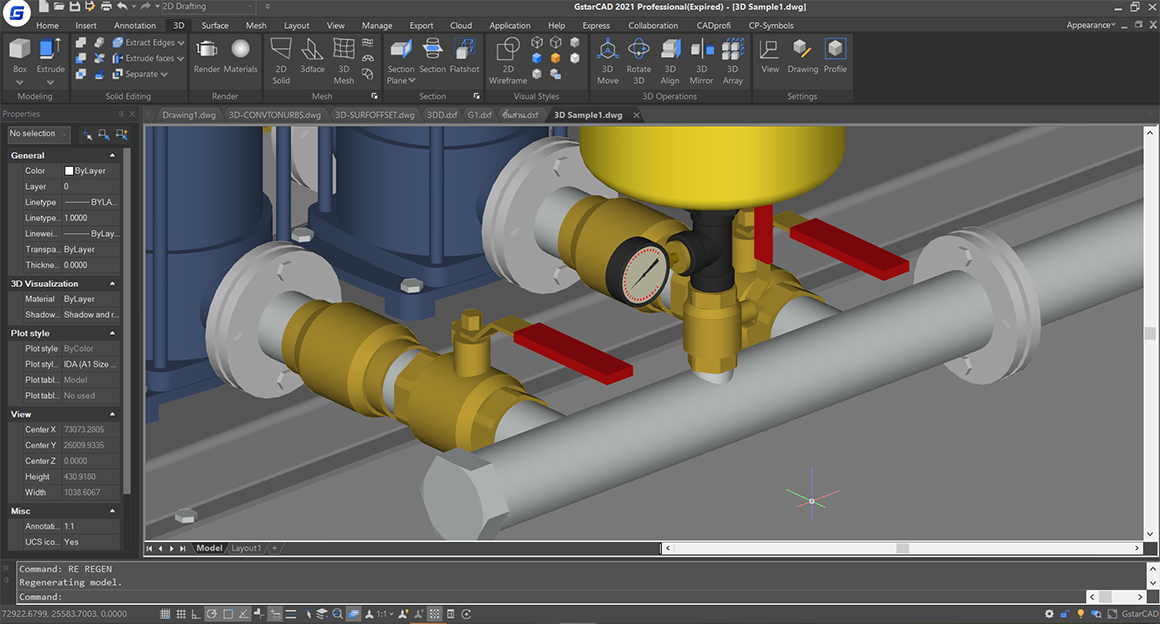 2D Drafting
GstarCAD 2021 Professional(Expired) - [3D Sample1.dwg]
Home Insert Annotation 3D Surface Mesh Layout View Manage Export Cloud Application Help Express Collaboration CADprofi CP-Symbols Appearance
Box Extrude Extract Edges Extrude faces Separate Render Materials 2D Solid 3dface 3D Mesh Section Plane Section Flatshot 2D Wireframe 3D Move Rotate 3D 3D Align 3D Mirror 3D Array View Drawing Profile
Modeling Solid Editing Render Mesh Section Visual Styles 3D Operations Settings
Properties
Drawing1.dwg 3D-CONVTONURBS.dwg 3D-SURFOFFSET.dwg 3DD.dxf G1.dxf ชิ้นส่วน.dxf 3D Sample1.dwg
No selection
General
Color ByLayer
Layer 0
Linetype BYLA...
Linetype... 1.0000
Linewei... ByLay...
Transpa... ByLayer
Thickne... 0.0000
3D Visualization
Material ByLayer
Shadow... Shadow and r...
Plot style
Plot style ByColor
Plot styl... IDA (A1 Size ...
Plot tabl... Model
Plot tabl... No used
View
Center X 73073.2805
Center Y 26009.9335
Center Z 0.0000
Height 430.9180
Width 1038.6067
Misc
Annotati... 1:1
UCS ico... Yes
Model Layout1 +
Command: RE REGEN
Regenerating model.
Command:
72922.6799, 25583.7003, 0.0000 1:1 GstarCAD